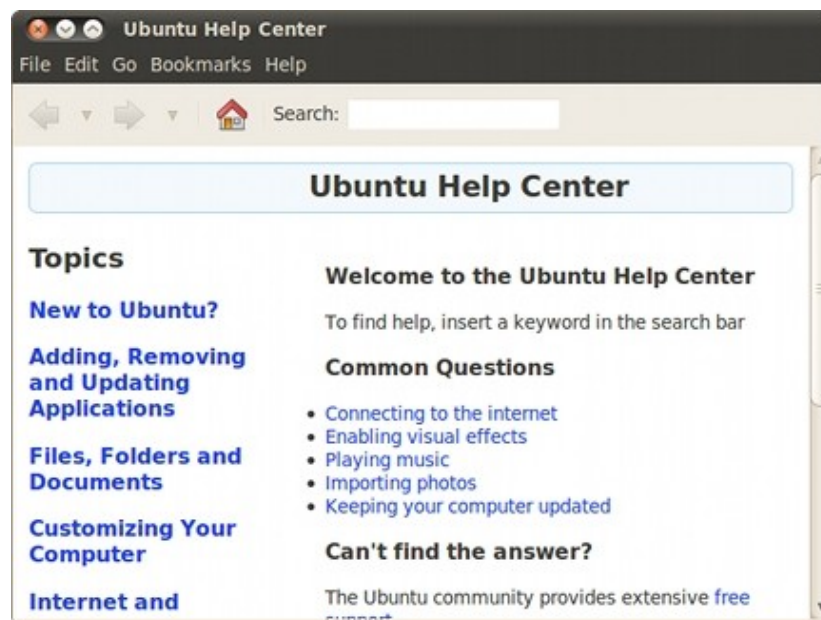 Ubuntu Help Center
File Edit Go Bookmarks Help
Search:
Ubuntu Help Center
Topics
New to Ubuntu?
Adding, Removing
and Updating
Applications
Files, Folders and
Documents
Customizing Your
Computer
Internet and
Welcome to the Ubuntu Help Center
To find help, insert a keyword in the search bar
Common Questions
• Connecting to the internet
• Enabling visual effects
• Playing music
• Importing photos
• Keeping your computer updated
Can't find the answer?
The Ubuntu community provides extensive free